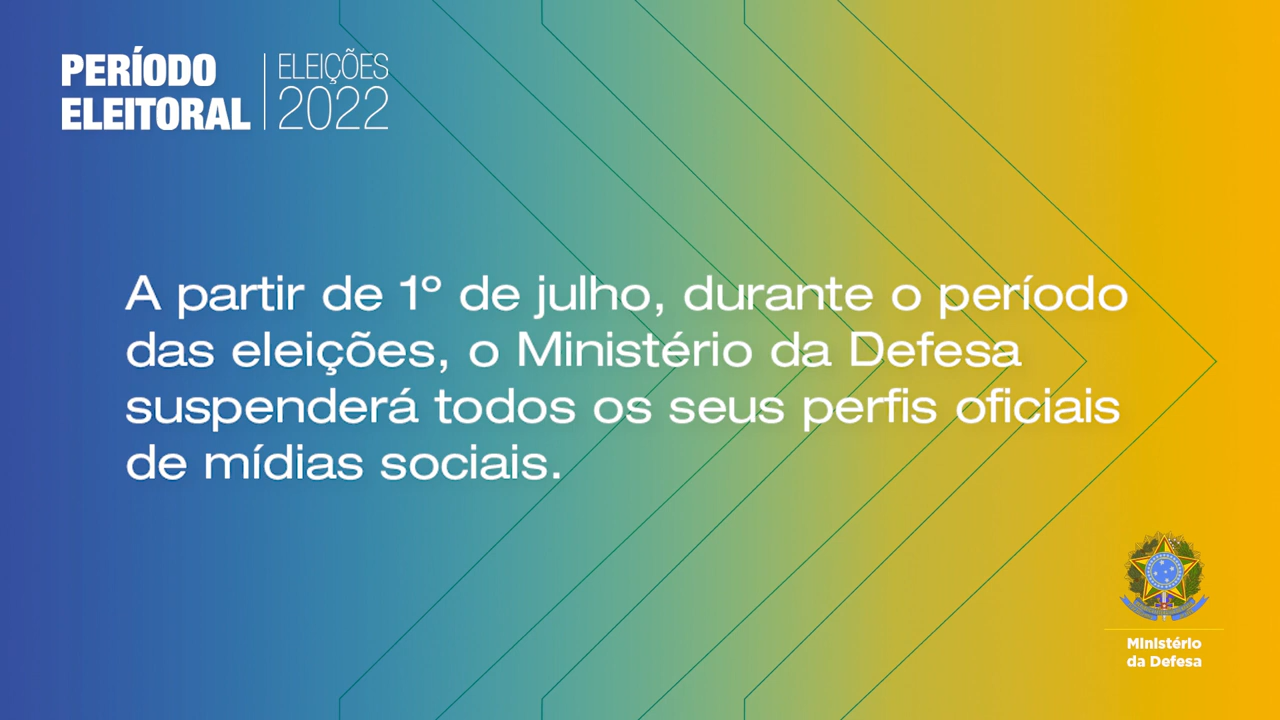 PERÍODO
ELEITORAL
ELEIÇÕES
2022
A partir de 1º de julho, durante o período
das eleições, o Ministério da Defesa
suspenderá todos os seus perfis oficiais
de mídias sociais.
Ministério
da Defesa